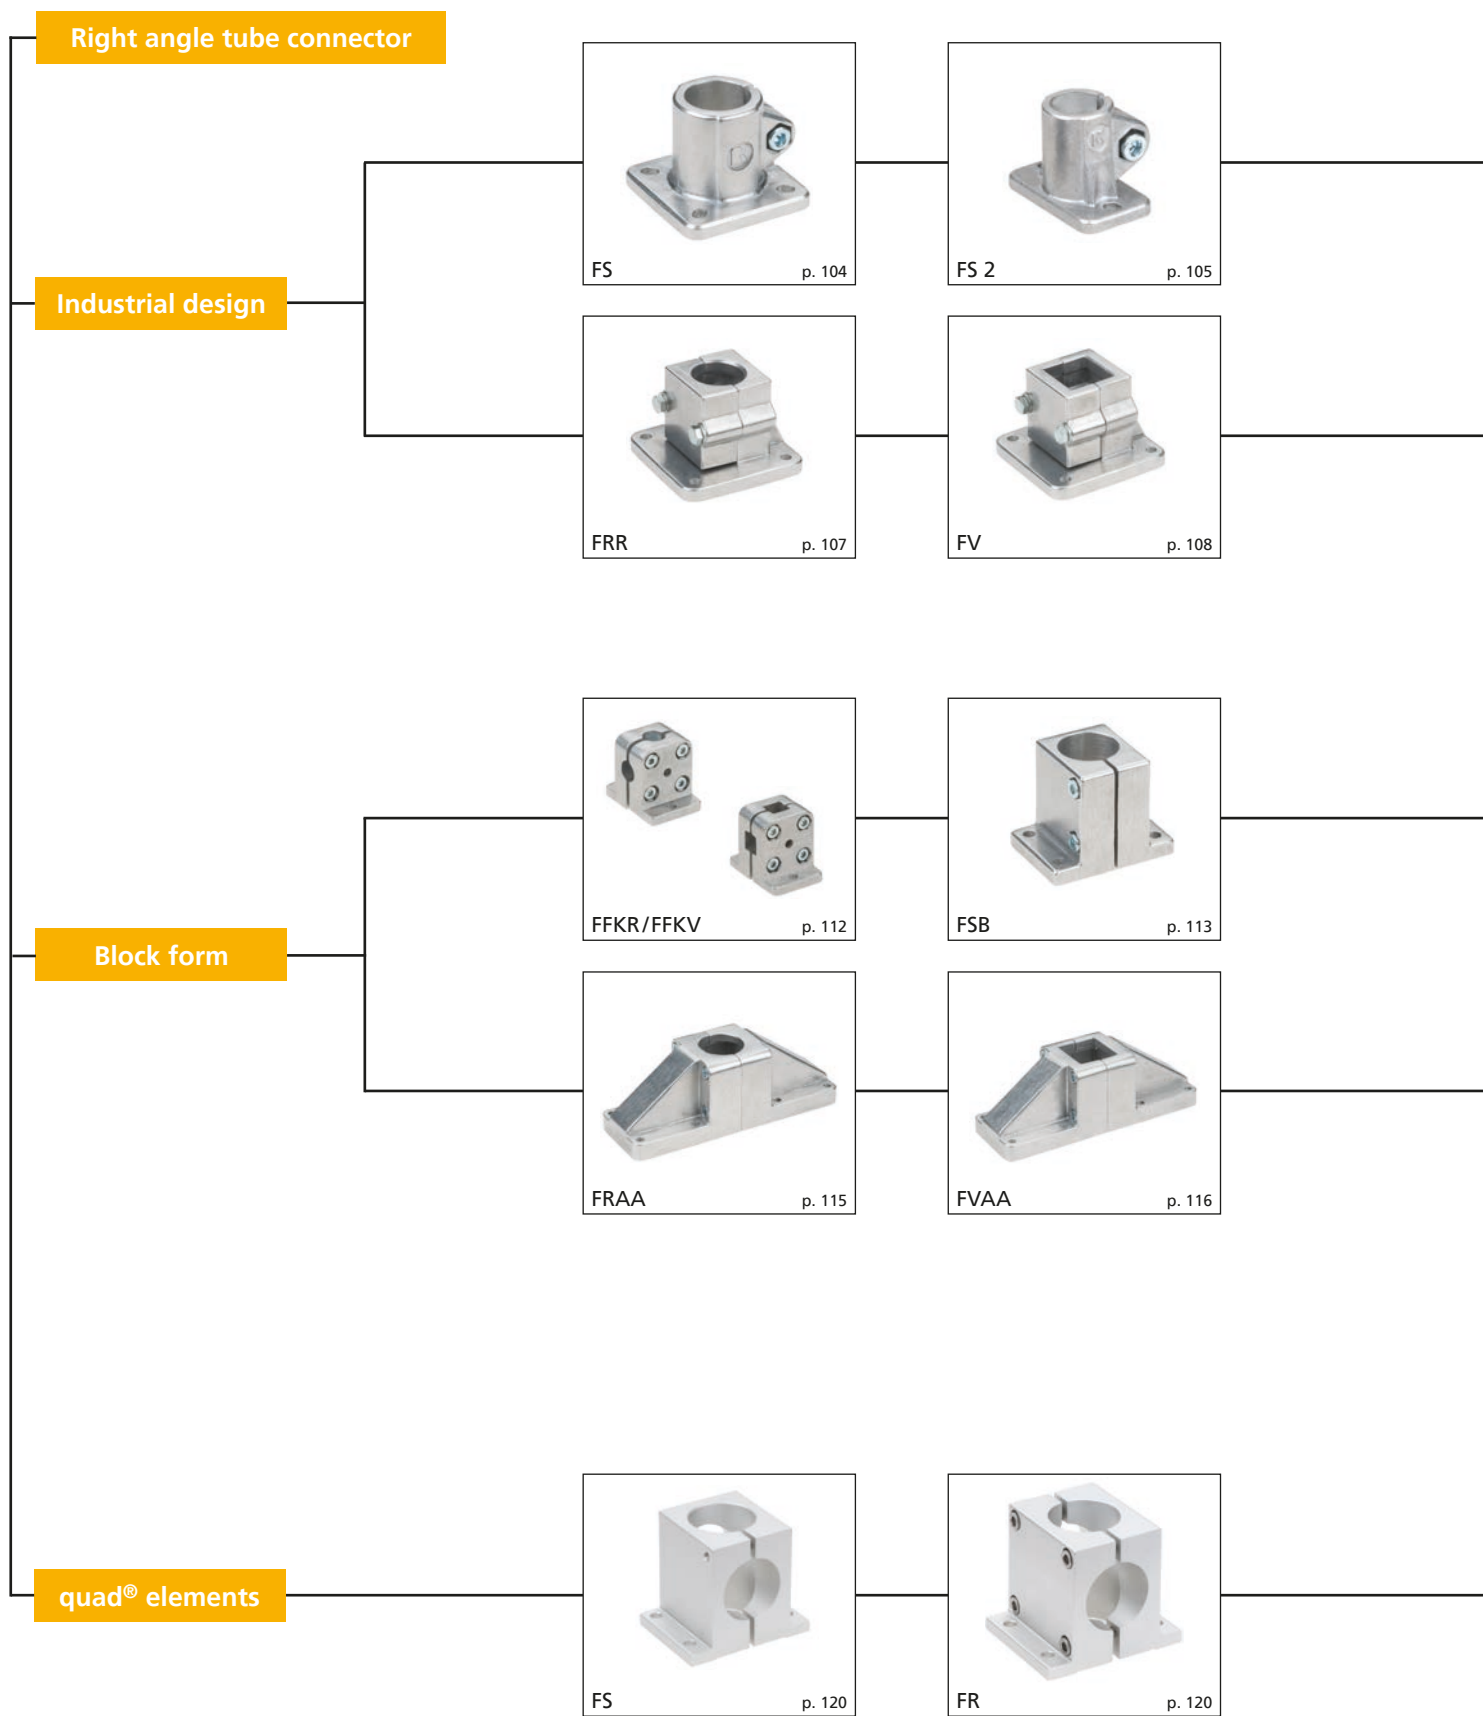 Right angle tube connector
FS p. 104
FS 2 p. 105
Industrial design
FRR p. 107
FV p. 108
FFKR/FFKV p. 112
FSB p. 113
Block form
FRAA p. 115
FVAA p. 116
quad® elements
FS p. 120
FR p. 120